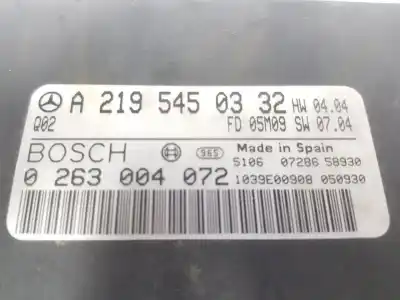 A 219 545 03 32 HW 04.04
Q02 FD 05M09 SW 07.04
BOSCH 965 Made in Spain
S106 07286 58930
0 263 004 072 1039E00908 050930